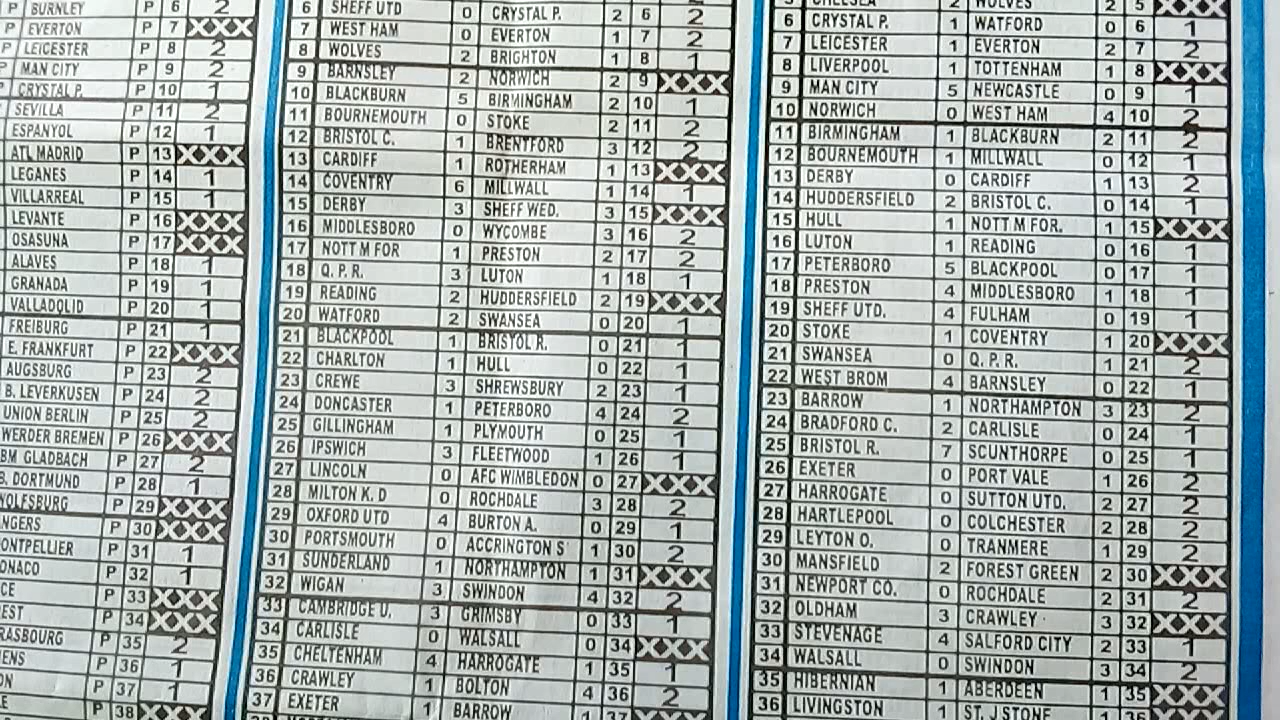 P BURNLEY P 6 2
P EVERTON P 7 XXX
P LEICESTER P 8 2
P MAN CITY P 9 2
P CRYSTAL P. P 10 1
SEVILLA P 11 2
ESPANYOL P 12 1
ATL MADRID P 13 XXX
LEGANES P 14 1
VILLARREAL P 15 1
LEVANTE P 16 XXX
OSASUNA P 17 XXX
ALAVES P 18 1
GRANADA P 19 1
VALLADOLID P 20 1
FREIBURG P 21 1
E. FRANKFURT P 22 XXX
AUGSBURG P 23 2
B. LEVERKUSEN P 24 2
UNION BERLIN P 25 2
WERDER BREMEN P 26 XXX
BM GLADBACH P 27 2
B. DORTMUND P 28 1
WOLFSBURG P 29 XXX
NGERS P 30 XXX
ONTPELLIER P 31 1
ONACO P 32 1
CE P 33 XXX
EST P 34 XXX
RASBOURG P 35 2
ENS P 36 1
ON P 37 1
LE P 38 XXX
6 SHEFF UTD 0 CRYSTAL P. 2 6 2
7 WEST HAM 0 EVERTON 1 7 2
8 WOLVES 2 BRIGHTON 1 8 1
9 BARNSLEY 2 NORWICH 2 9 XXX
10 BLACKBURN 5 BIRMINGHAM 2 10 1
11 BOURNEMOUTH 0 STOKE 2 11 2
12 BRISTOL C. 1 BRENTFORD 3 12 2
13 CARDIFF 1 ROTHERHAM 1 13 XXX
14 COVENTRY 6 MILLWALL 1 14 1
15 DERBY 3 SHEFF WED. 3 15 XXX
16 MIDDLESBORO 0 WYCOMBE 3 16 2
17 NOTT M FOR 1 PRESTON 2 17 2
18 Q. P. R. 3 LUTON 1 18 1
19 READING 2 HUDDERSFIELD 2 19 XXX
20 WATFORD 2 SWANSEA 0 20 1
21 BLACKPOOL 1 BRISTOL R. 0 21 1
22 CHARLTON 1 HULL 0 22 1
23 CREWE 3 SHREWSBURY 2 23 1
24 DONCASTER 1 PETERBORO 4 24 2
25 GILLINGHAM 1 PLYMOUTH 0 25 1
26 IPSWICH 3 FLEETWOOD 1 26 1
27 LINCOLN 0 AFC WIMBLEDON 0 27 XXX
28 MILTON K. D 0 ROCHDALE 3 28 2
29 OXFORD UTD 4 BURTON A. 0 29 1
30 PORTSMOUTH 0 ACCRINGTON S 1 30 2
31 SUNDERLAND 1 NORTHAMPTON 1 31 XXX
32 WIGAN 3 SWINDON 4 32 2
33 CAMBRIDGE U. 3 GRIMSBY 0 33 1
34 CARLISLE 0 WALSALL 0 34 XXX
35 CHELTENHAM 4 HARROGATE 1 35 1
36 CRAWLEY 1 BOLTON 4 36 2
37 EXETER 1 BARROW 1 37 XXX
CHELSEA 2 WOLVES 2 5 XXX
6 CRYSTAL P. 1 WATFORD 0 6 1
7 LEICESTER 1 EVERTON 2 7 2
8 LIVERPOOL 1 TOTTENHAM 1 8 XXX
9 MAN CITY 5 NEWCASTLE 0 9 1
10 NORWICH 0 WEST HAM 4 10 2
11 BIRMINGHAM 1 BLACKBURN 2 11 2
12 BOURNEMOUTH 1 MILLWALL 0 12 1
13 DERBY 0 CARDIFF 1 13 2
14 HUDDERSFIELD 2 BRISTOL C. 0 14 1
15 HULL 1 NOTT M FOR. 1 15 XXX
16 LUTON 1 READING 0 16 1
17 PETERBORO 5 BLACKPOOL 0 17 1
18 PRESTON 4 MIDDLESBORO 1 18 1
19 SHEFF UTD. 4 FULHAM 0 19 1
20 STOKE 1 COVENTRY 1 20 XXX
21 SWANSEA 0 Q. P. R. 1 21 2
22 WEST BROM 4 BARNSLEY 0 22 1
23 BARROW 1 NORTHAMPTON 3 23 2
24 BRADFORD C. 2 CARLISLE 0 24 1
25 BRISTOL R. 7 SCUNTHORPE 0 25 1
26 EXETER 0 PORT VALE 1 26 2
27 HARROGATE 0 SUTTON UTD. 2 27 2
28 HARTLEPOOL 0 COLCHESTER 2 28 2
29 LEYTON O. 0 TRANMERE 1 29 2
30 MANSFIELD 2 FOREST GREEN 2 30 XXX
31 NEWPORT CO. 0 ROCHDALE 2 31 2
32 OLDHAM 3 CRAWLEY 3 32 XXX
33 STEVENAGE 4 SALFORD CITY 2 33 1
34 WALSALL 0 SWINDON 3 34 2
35 HIBERNIAN 1 ABERDEEN 1 35 XXX
36 LIVINGSTON 1 ST. J STONE 1 36 XXX